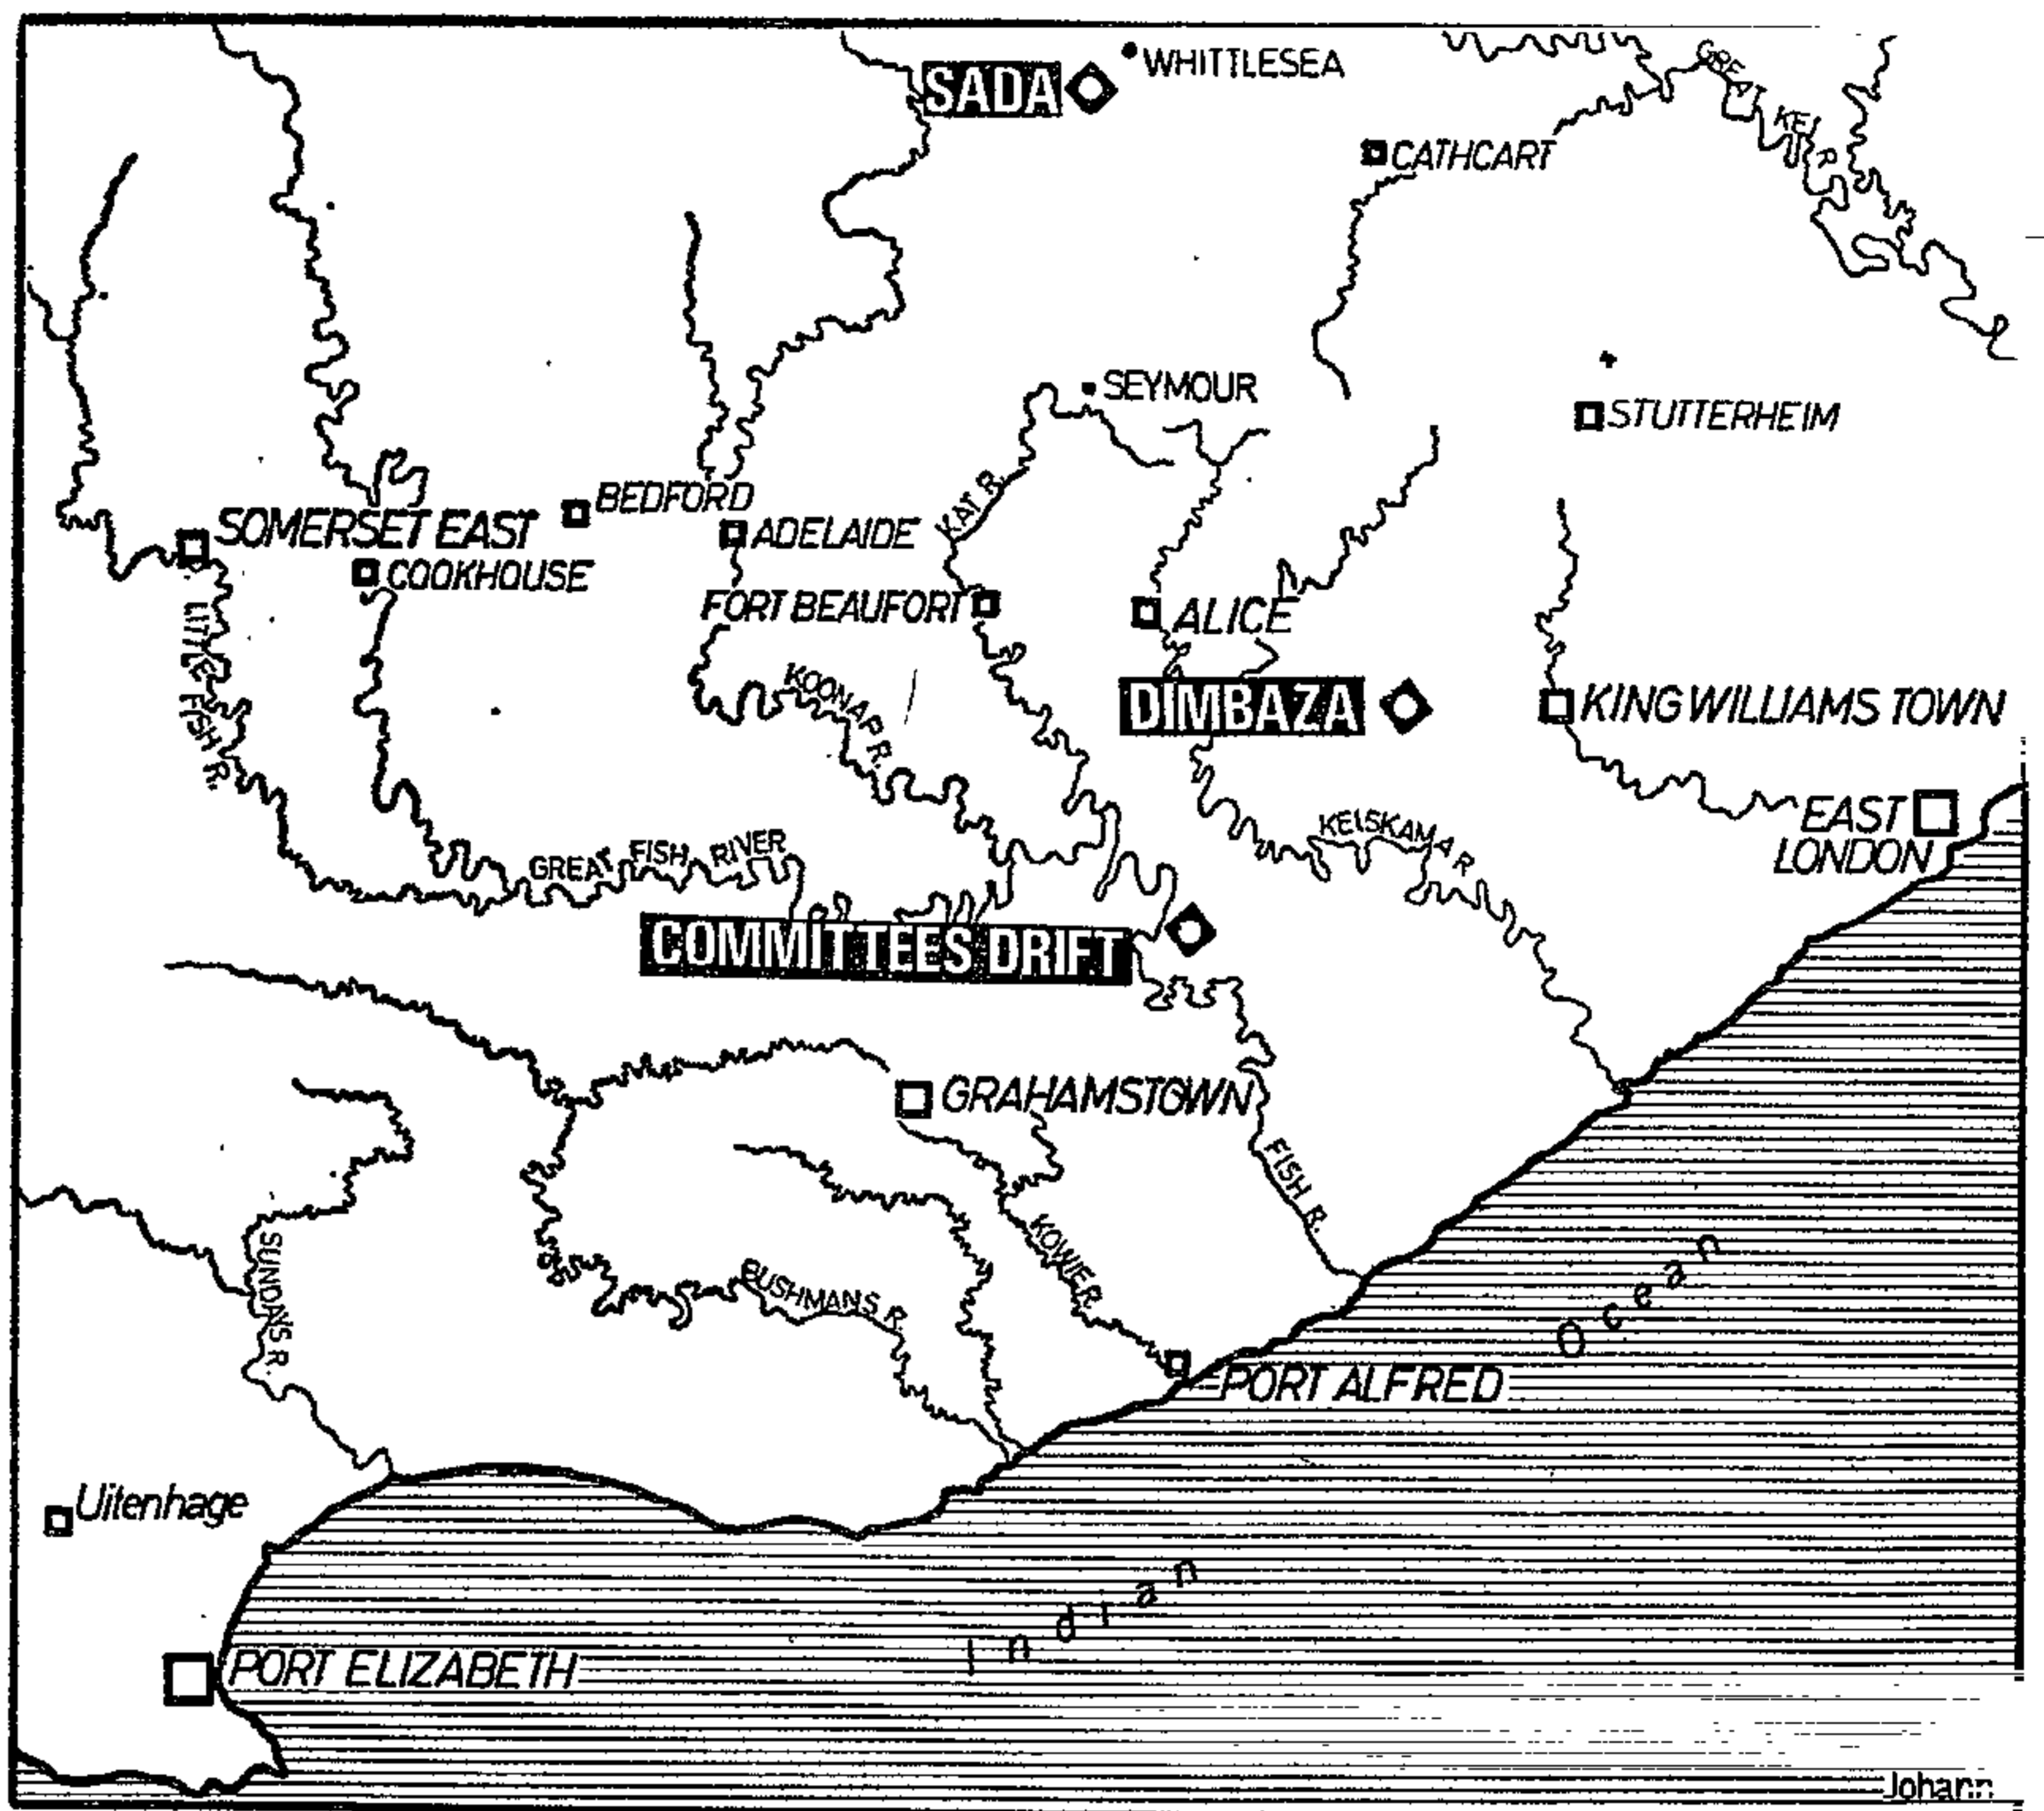 WHITTLESEA
SADA
GREAT KEI R
CATHCART
SEYMOUR
STUTTERHEIM
KAT R.
BEDFORD
SOMERSET EAST
ADELAIDE
COOKHOUSE
FORT BEAUFORT
ALICE
LITTLE FISH R.
KOONAP R.
DIMBAZA
KING WILLIAMS TOWN
EAST
LONDON
KEISKAMA R
GREAT FISH RIVER
COMMITTEES DRIFT
GRAHAMSTOWN
FISH R.
SUNDAYS R.
KOWIE R.
BUSHMANS R.
PORT ALFRED
Indian Ocean
Uitenhage
PORT ELIZABETH
Johann